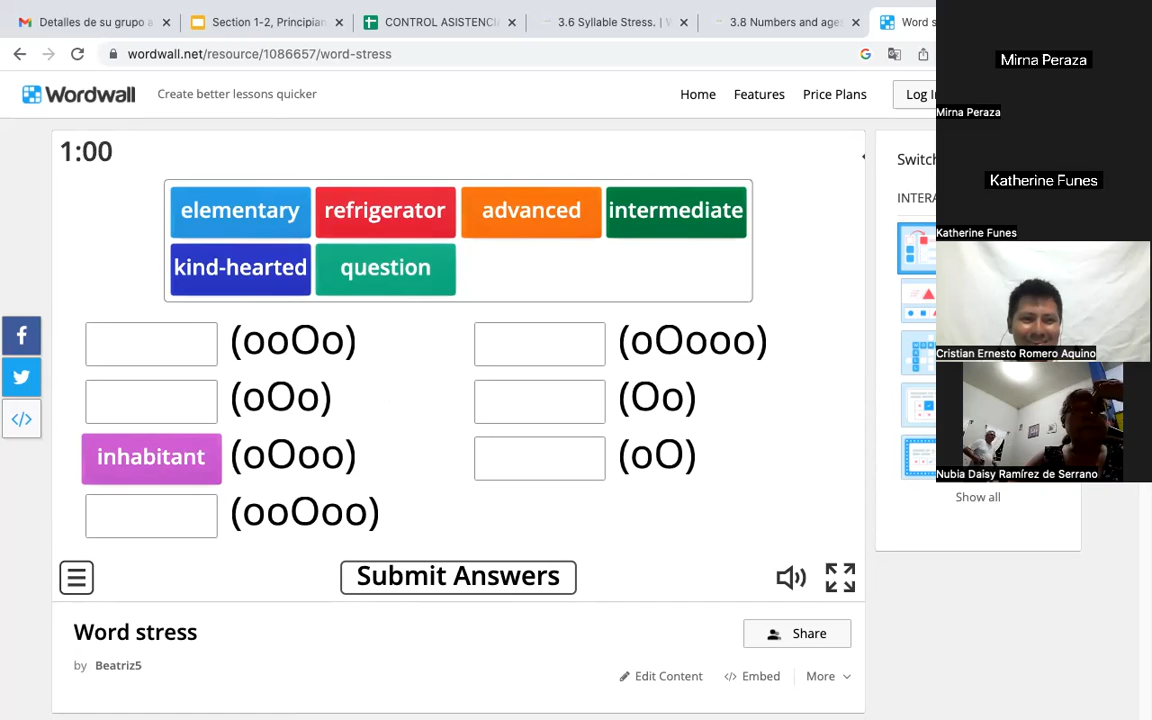 Detalles de su grupo a
Section 1-2, Principian
CONTROL ASISTENCI
3.6 Syllable Stress. | W
3.8 Numbers and ages
Word s
wordwall.net/resource/1086657/word-stress
Wordwall
Create better lessons quicker
Home
Features
Price Plans
Log I
1:00
elementary
refrigerator
advanced
intermediate
kind-hearted
question
(ooOo)
(oOooo)
(oOo)
(Oo)
inhabitant
(oOoo)
(oO)
(ooOoo)
Submit Answers
Word stress
by Beatriz5
Share
Edit Content
Embed
More
Switch
INTERA
Show all
Mirna Peraza
Mirna Peraza
Katherine Funes
Katherine Funes
Cristian Ernesto Romero Aquino
Nubia Daisy Ramírez de Serrano